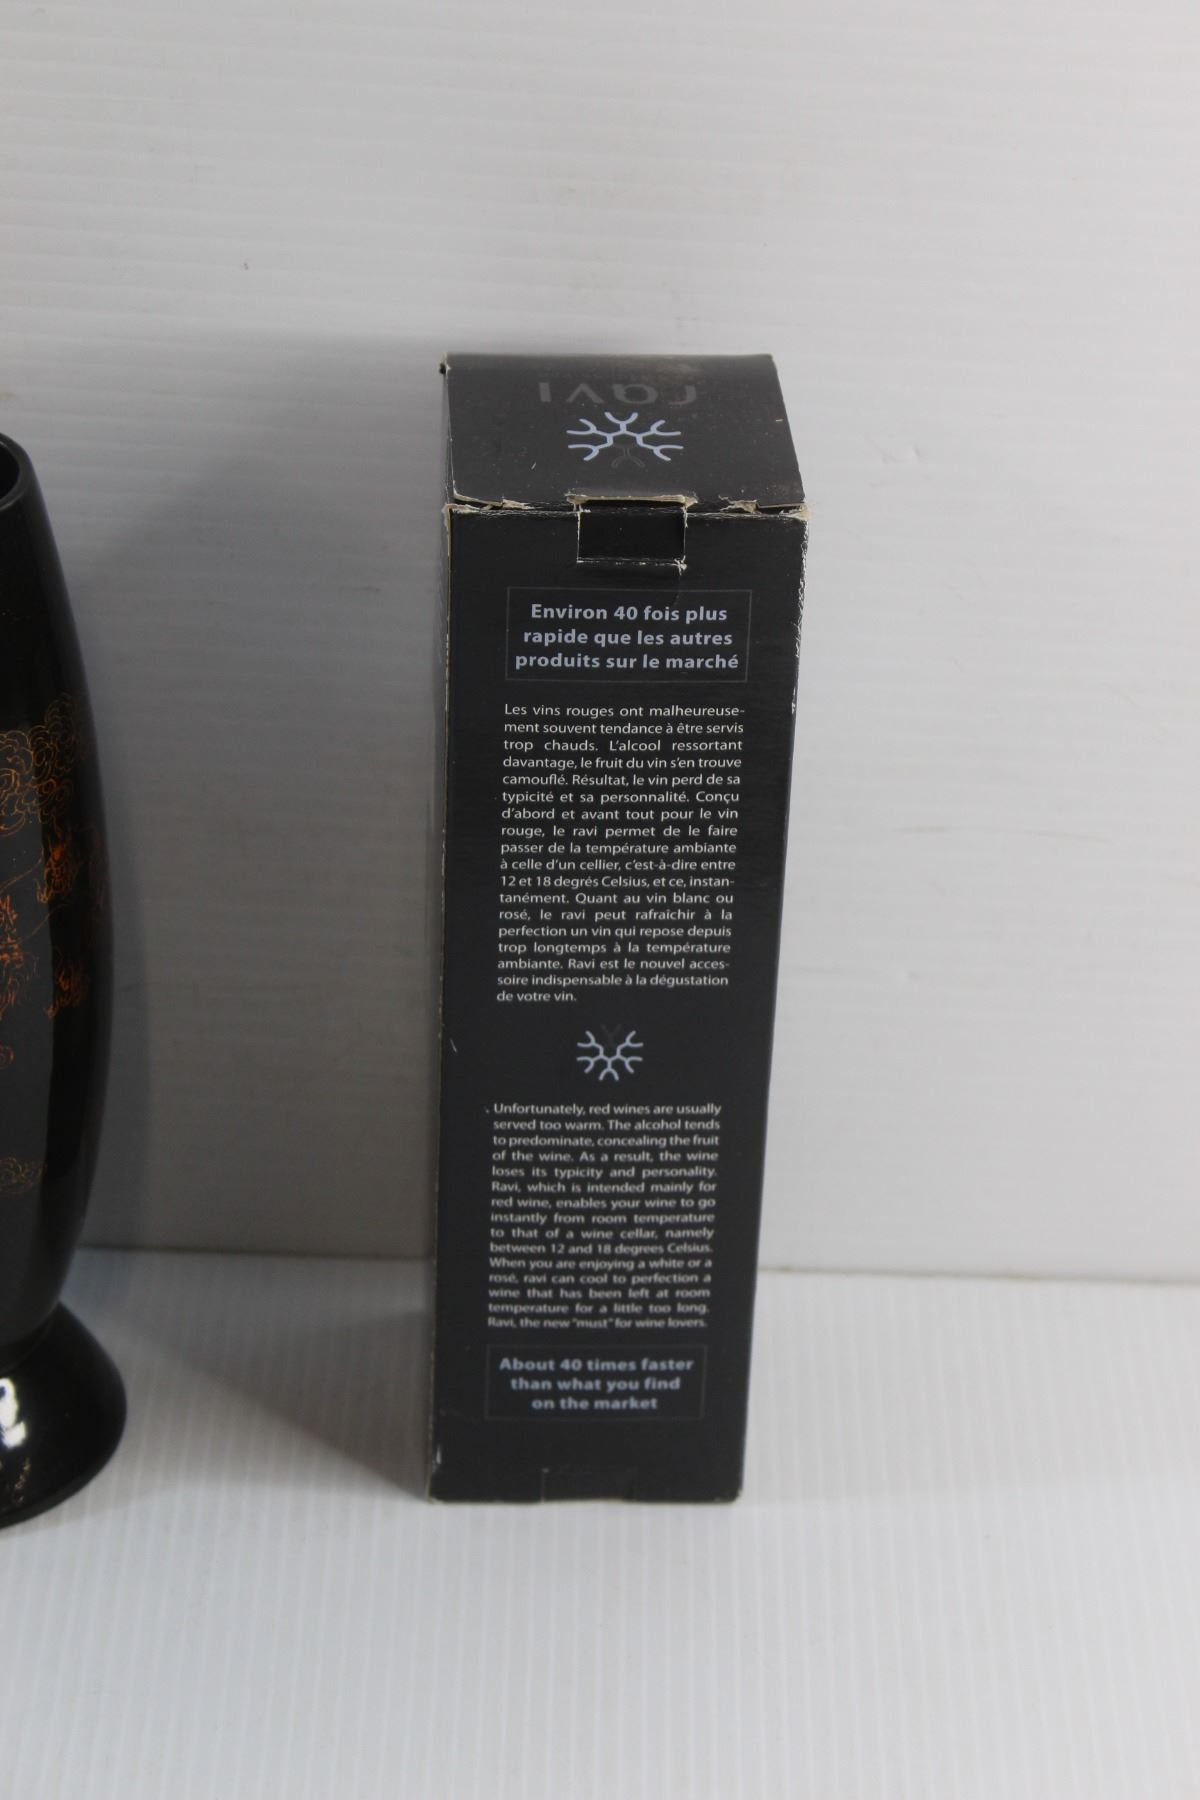 ravi
Environ 40 fois plus
rapide que les autres
produits sur le marché
Les vins rouges ont malheureuse-
ment souvent tendance à être servis
trop chauds. L'alcool ressortant
davantage, le fruit du vin s'en trouve
camouflé. Résultat, le vin perd de sa
typicité et sa personnalité. Conçu
d'abord et avant tout pour le vin
rouge, le ravi permet de le faire
passer de la température ambiante
à celle d'un cellier, c'est-à-dire entre
12 et 18 degrés Celsius, et ce, instan-
tanément. Quant au vin blanc ou
rosé, le ravi peut rafraîchir à la
perfection un vin qui repose depuis
trop longtemps à la température
ambiante. Ravi est le nouvel acces-
soire indispensable à la dégustation
de votre vin.
Unfortunately, red wines are usually
served too warm. The alcohol tends
to predominate, concealing the fruit
of the wine. As a result, the wine
loses its typicity and personality.
Ravi, which is intended mainly for
red wine, enables your wine to go
instantly from room temperature
to that of a wine cellar, namely
between 12 and 18 degrees Celsius.
When you are enjoying a white or a
rosé, ravi can cool to perfection a
wine that has been left at room
temperature for a little too long.
Ravi, the new "must" for wine lovers.
About 40 times faster
than what you find
on the market